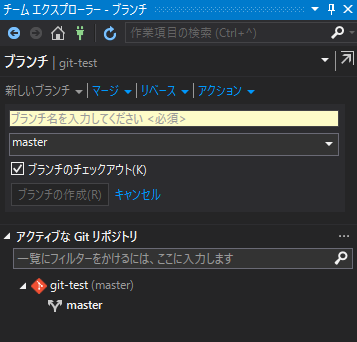 チーム エクスプローラー - ブランチ
作業項目の検索 (Ctrl+^)
ブランチ | git-test
新しいブランチ | マージ | リベース | アクション
ブランチ名を入力してください <必須>
master
ブランチのチェックアウト(K)
ブランチの作成(R) キャンセル
アクティブな Git リポジトリ ...
一覧にフィルターをかけるには、ここに入力します
git-test (master)
master